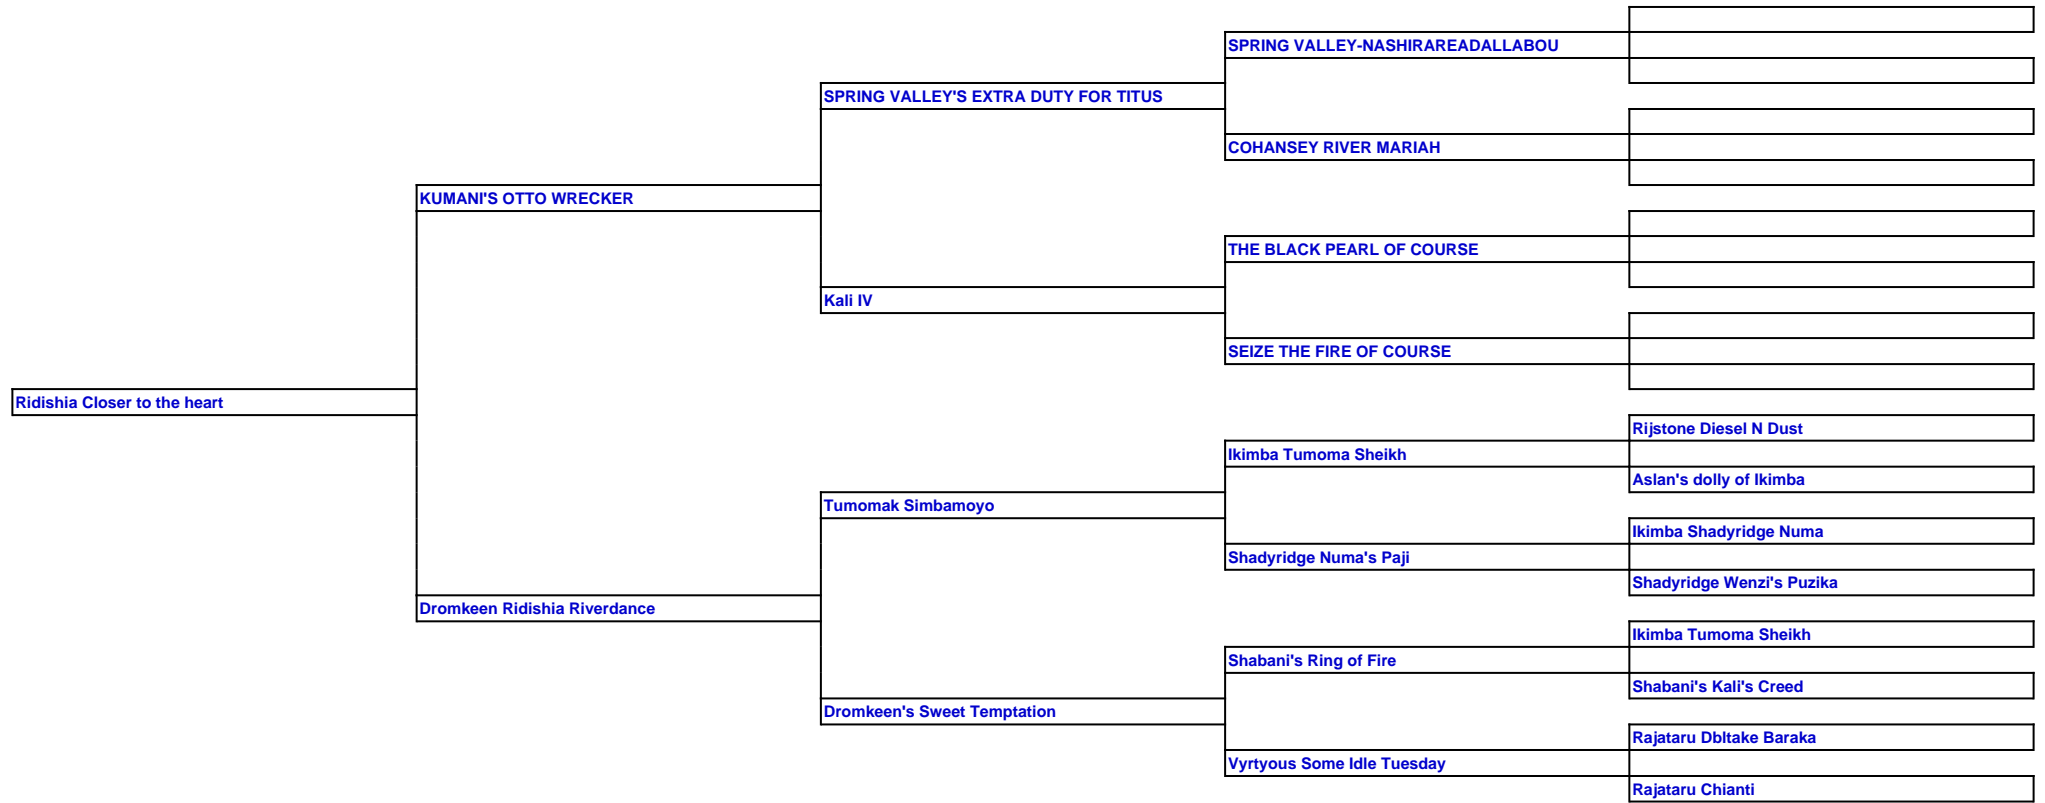 SPRING VALLEY-NASHIRAREADALLABOU
SPRING VALLEY'S EXTRA DUTY FOR TITUS
COHANSEY RIVER MARIAH
KUMANI'S OTTO WRECKER
THE BLACK PEARL OF COURSE
Kali IV
SEIZE THE FIRE OF COURSE
Ridishia Closer to the heart
Rijstone Diesel N Dust
Ikimba Tumoma Sheikh
Aslan's dolly of Ikimba
Tumomak Simbamoyo
Ikimba Shadyridge Numa
Shadyridge Numa's Paji
Shadyridge Wenzi's Puzika
Dromkeen Ridishia Riverdance
Ikimba Tumoma Sheikh
Shabani's Ring of Fire
Shabani's Kali's Creed
Dromkeen's Sweet Temptation
Rajataru Dbltake Baraka
Vyrtyous Some Idle Tuesday
Rajataru Chianti